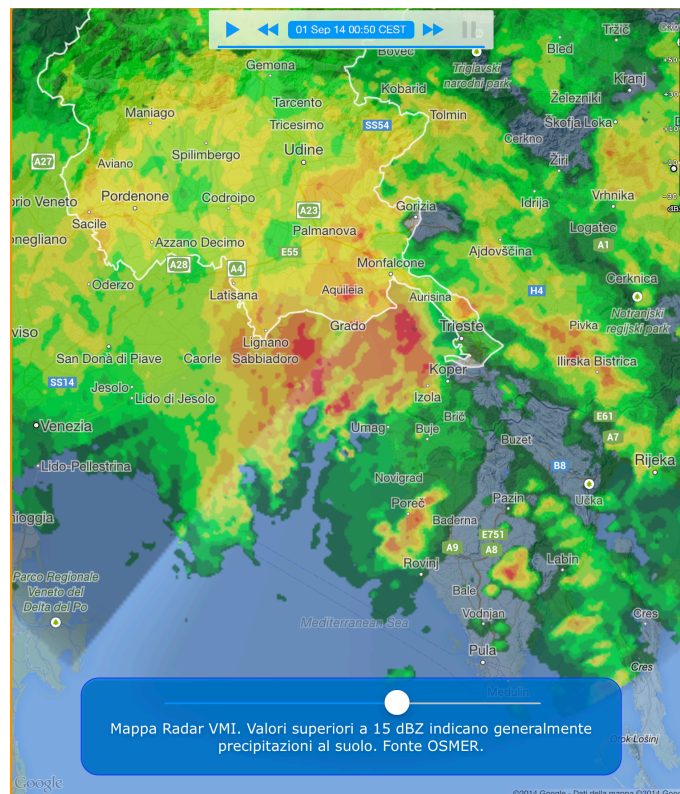 01 Sep 14 00:50 CEST
Bovec
Tržič
Bled
Gemona
Triglavski
narodni park
Kranj
Kobarid
Železniki
Tarcento
Maniago
Tolmin
Tricesimo
SS54
Škofja Loka
Cerkno
Udine
Spilimbergo
Žiri
A27
Aviano
Pordenone
Codroipo
Idrija
Vrhnika
orio Veneto
A23
Gorizia
Sacile
Palmanova
Logatec
onegliano
Azzano Decimo
E55
Ajdovščina
A1
A28
A4
Monfalcone
Cerknica
Oderzo
Latisana
Aquileia
Aurisina
H4
Notranjski
regijski park
Grado
Trieste
Pivka
viso
Lignano
Sabbiadoro
San Donà di Piave
Caorle
Koper
Ilirska Bistrica
SS14
Jesolo
Lido di Jesolo
Izola
Brič
E61
Venezia
Umag
Buje
Buzet
A7
Lido-Pellestrina
B8
Rijeka
Novigrad
Učka
Poreč
Pazin
hioggia
Baderna
E751
A9
A8
Rovinj
Labin
Parco Regionale
Veneto del
Delta del Po
Bale
Mediterranean Sea
Vodnjan
Cres
Pula
Cres
Medulin
Mappa Radar VMI. Valori superiori a 15 dBZ indicano generalmente
precipitazioni al suolo. Fonte OSMER.
Lošinj
Google
©2014 Google - Dati della mappa ©2014 Goo